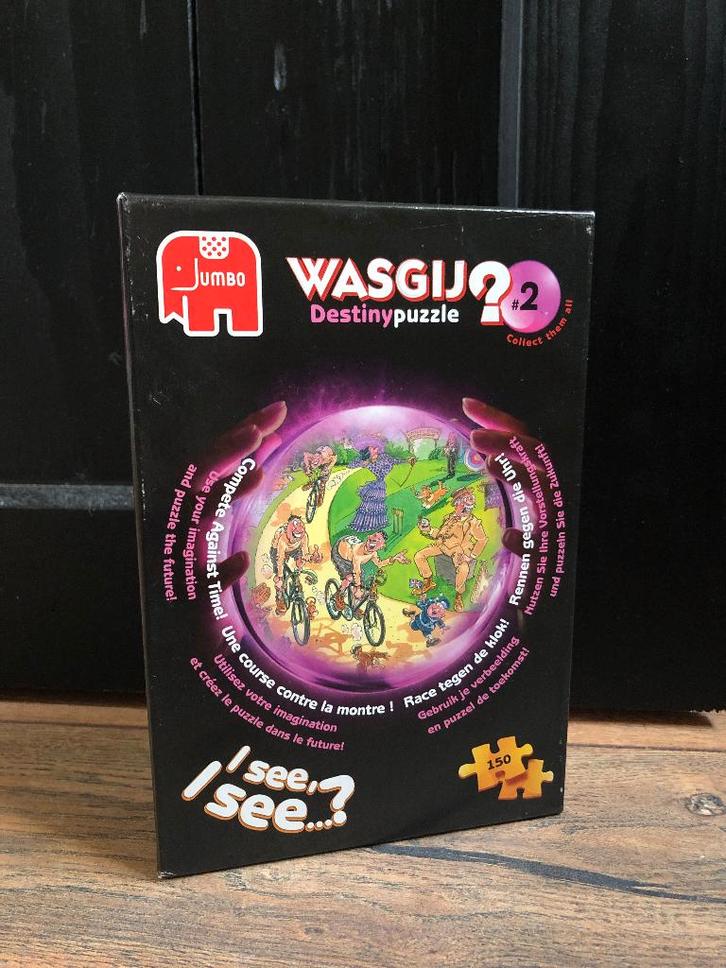 JUMBO
WASGIJ?
Destinypuzzle
#2
Collect them all
Compete Against Time!
Use your imagination
and puzzle the future!
Une course contre la montre !
Utilisez votre imagination
et créez le puzzle dans le future!
Race tegen de klok!
Gebruik je verbeelding
en puzzel de toekomst!
Rennen gegen die Uhr!
Nutzen Sie Ihre Vorstellungskraft
und puzzeln Sie die Zukunft!
I see,
I see...?
150